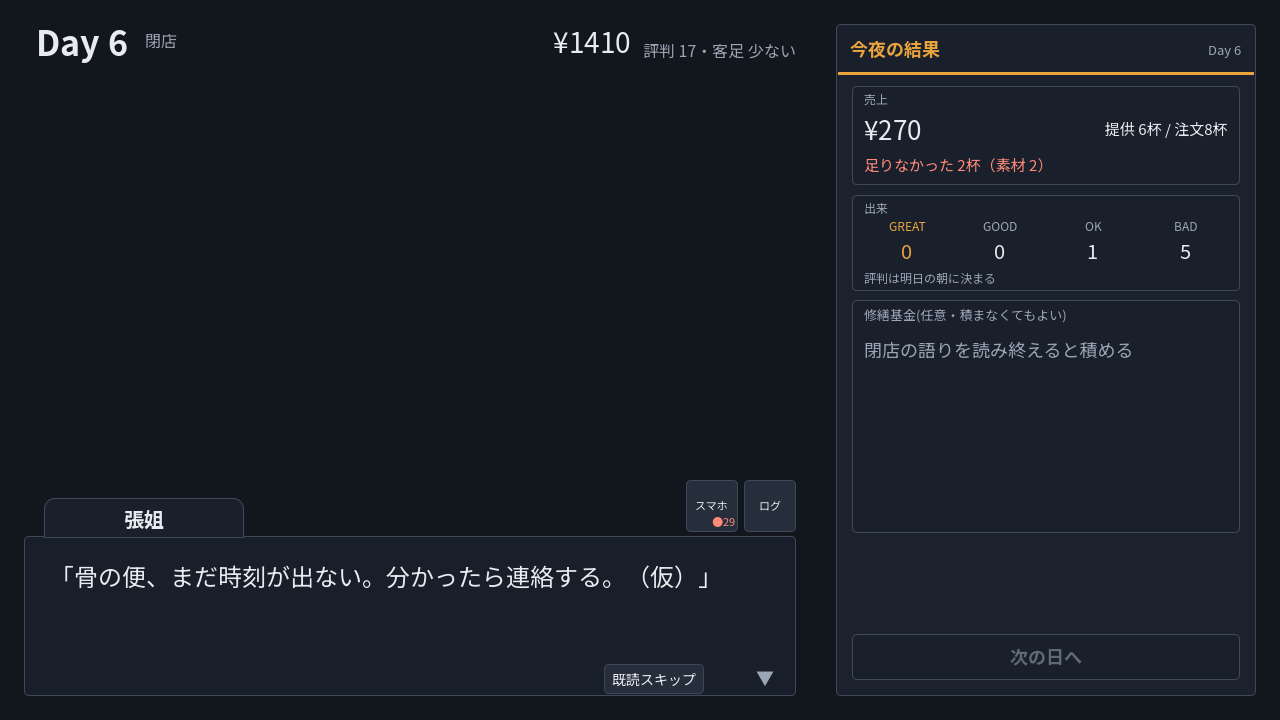 Day 6 閉店
¥1410 評判 17・客足 少ない
今夜の結果 Day 6
売上
¥270 提供 6杯 / 注文8杯
足りなかった 2杯（素材 2）
出来
GREAT GOOD OK BAD
0 0 1 5
評判は明日の朝に決まる
修繕基金(任意・積まなくてもよい)
閉店の語りを読み終えると積める
次の日へ
スマホ ログ
29
張姐
「骨の便、まだ時刻が出ない。分かったら連絡する。（仮）」
既読スキップ ▼